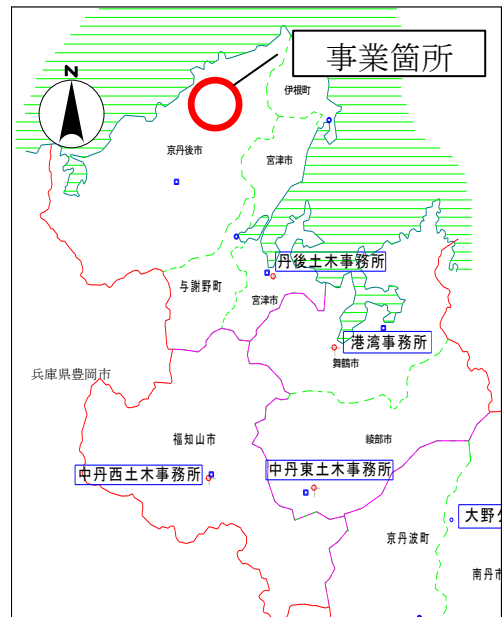 事業箇所
N
伊根町
京丹後市
宮津市
丹後土木事務所
与謝野町
宮津市
港湾事務所
舞鶴市
兵庫県豊岡市
福知山市
綾部市
中丹西土木事務所
中丹東土木事務所
大野公
京丹波町
南丹市